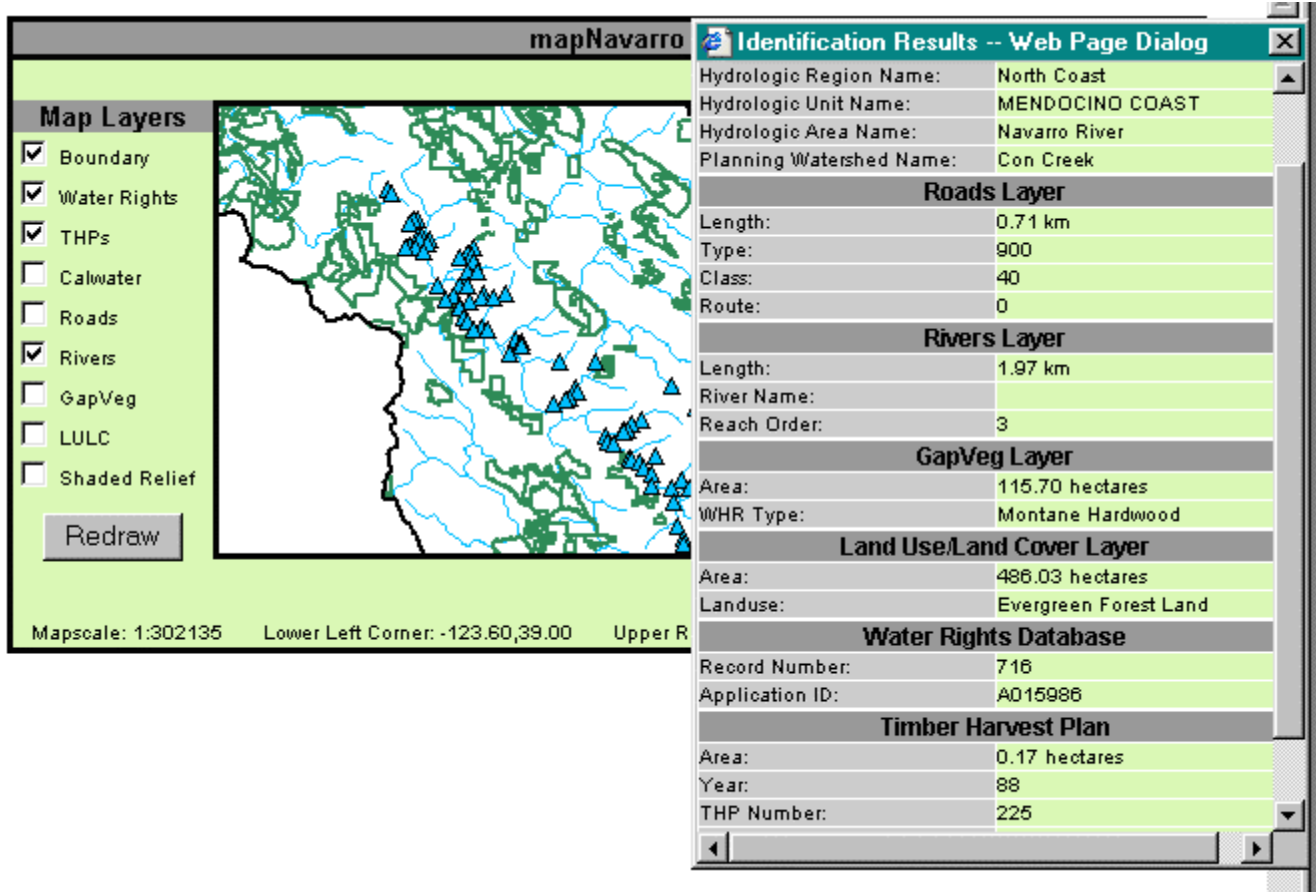 mapNavarro
Map Layers
Boundary
Water Rights
THPs
Calwater
Roads
Rivers
GapVeg
LULC
Shaded Relief
Redraw
Mapscale: 1:302135 Lower Left Corner: -123.60,39.00 Upper R
Identification Results -- Web Page Dialog
Hydrologic Region Name: North Coast
Hydrologic Unit Name: MENDOCINO COAST
Hydrologic Area Name: Navarro River
Planning Watershed Name: Con Creek
Roads Layer
Length: 0.71 km
Type: 900
Class: 40
Route: 0
Rivers Layer
Length: 1.97 km
River Name:
Reach Order: 3
GapVeg Layer
Area: 115.70 hectares
WHR Type: Montane Hardwood
Land Use/Land Cover Layer
Area: 486.03 hectares
Landuse: Evergreen Forest Land
Water Rights Database
Record Number: 716
Application ID: A015986
Timber Harvest Plan
Area: 0.17 hectares
Year: 88
THP Number: 225